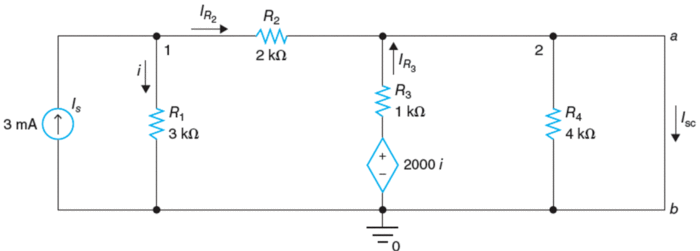 I_R₂
R₂
2 kΩ
1
2
a
i
I_R₃
R₃
1 kΩ
I_s
3 mA
R₁
3 kΩ
R₄
4 kΩ
I_sc
+
−
2000 i
b
0